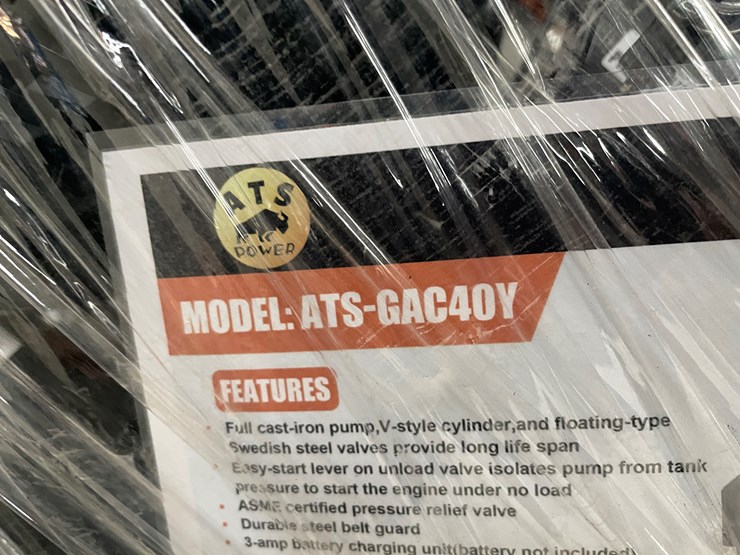 ATS
POWER
MODEL: ATS-GAC40Y
FEATURES
Full cast-iron pump,V-style cylinder,and floating-type
Swedish steel valves provide long life span
Easy-start lever on unload valve isolates pump from tank
pressure to start the engine under no load
ASME certified pressure relief valve
Durable steel belt guard
3-amp battery charging unit(battery not included)